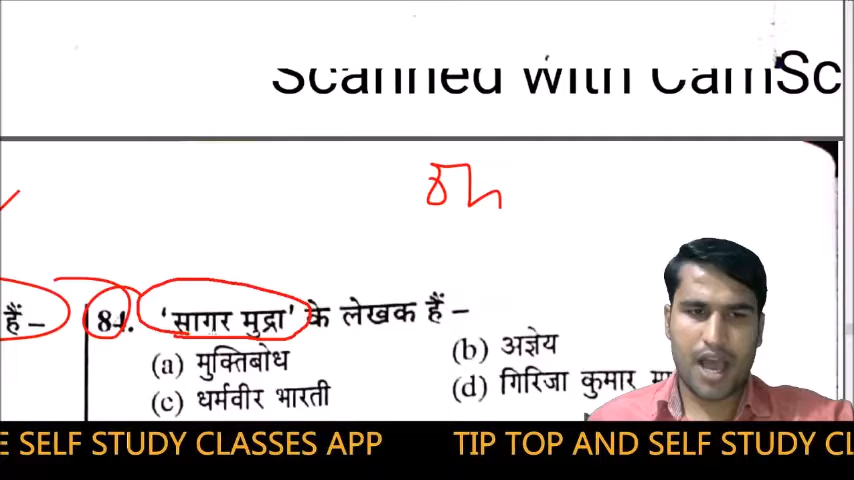 Scanned with CamSc
हैं –
84. 'सागर मुद्रा' के लेखक हैं –
(a) मुक्तिबोध
(b) अज्ञेय
(c) धर्मवीर भारती
(d) गिरिजा कुमार
E SELF STUDY CLASSES APP TIP TOP AND SELF STUDY CL